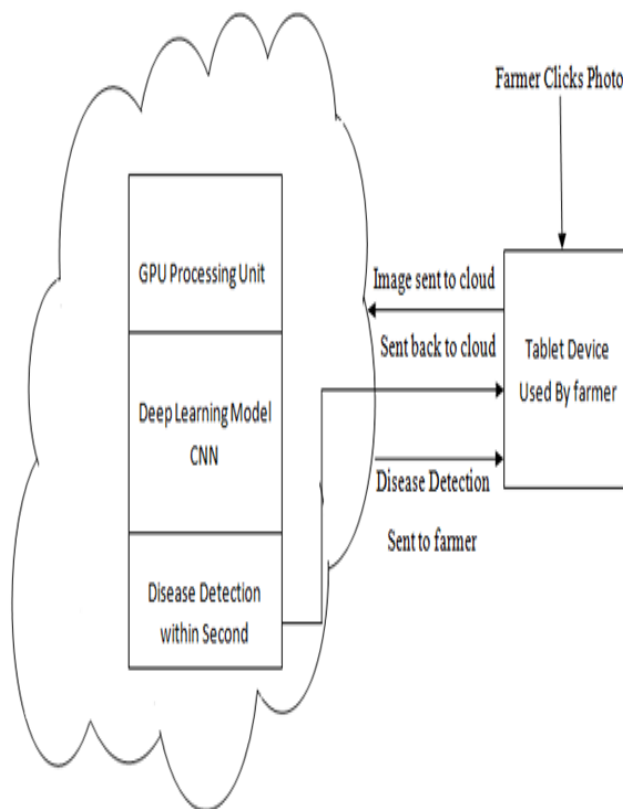 Farmer Clicks Photo
GPU Processing Unit
Deep Learning Model
CNN
Disease Detection
within Second
Image sent to cloud
Sent back to cloud
Disease Detection
Sent to farmer
Tablet Device
Used By farmer